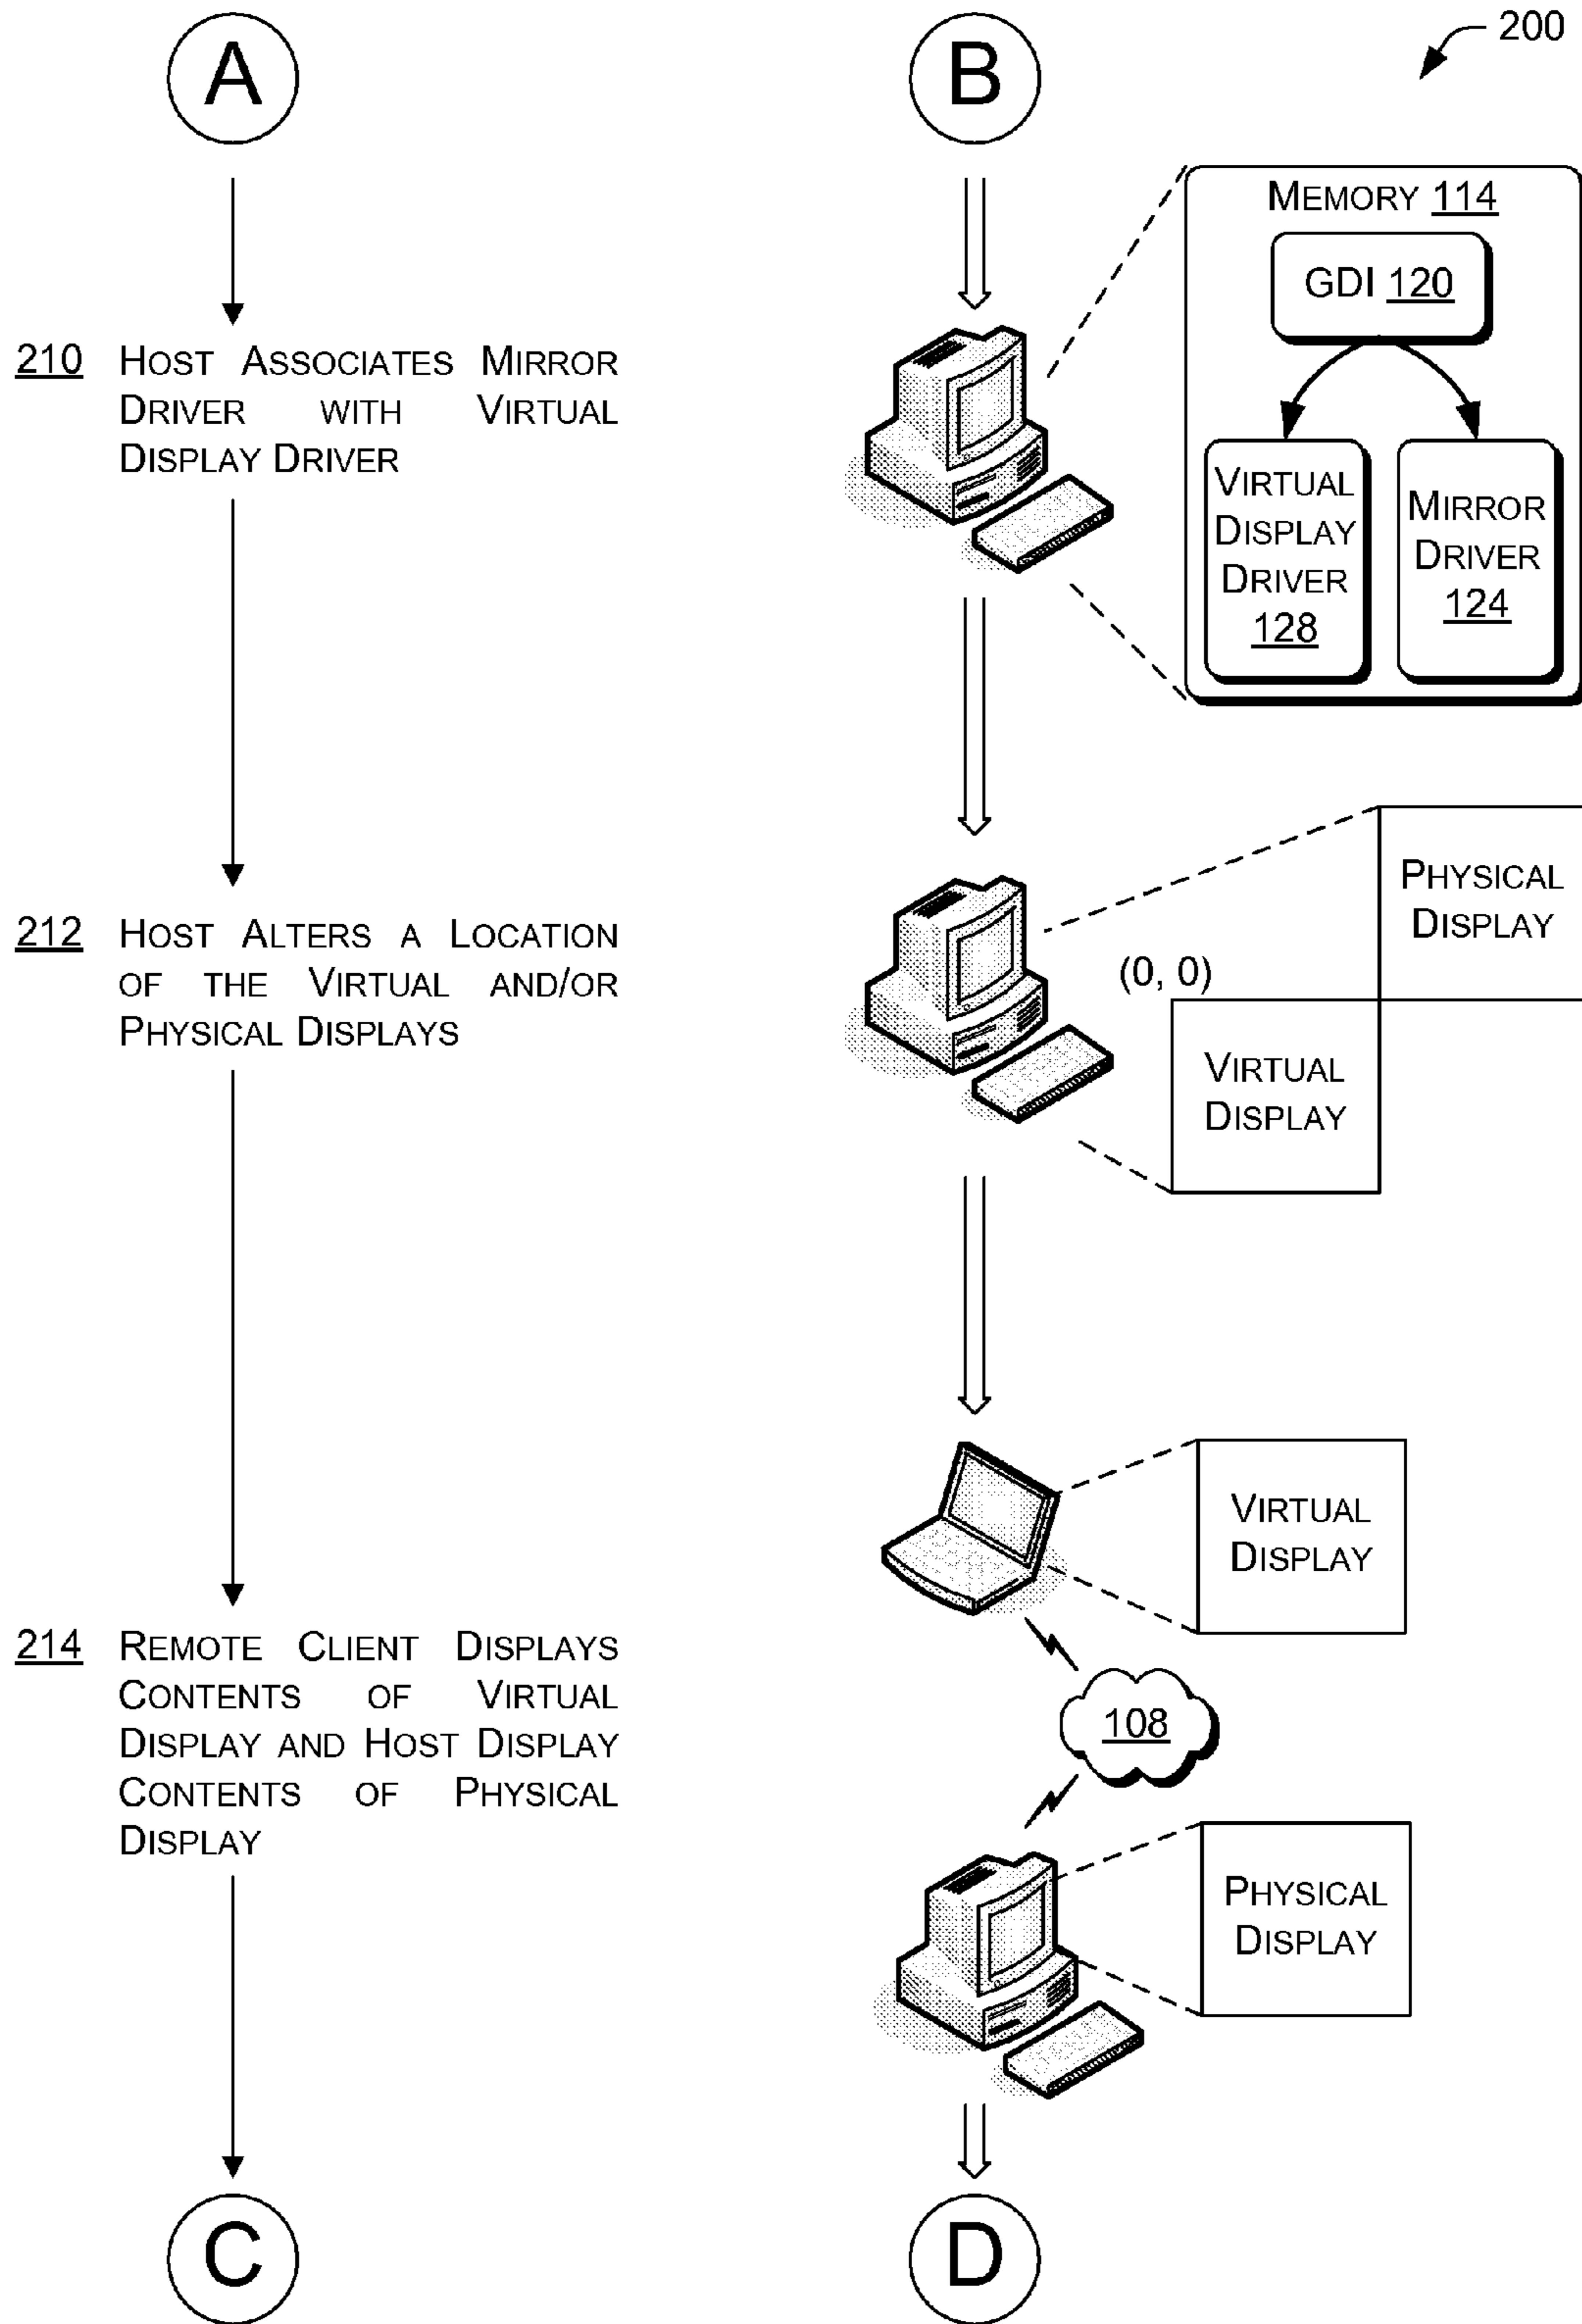 A
B
200
MEMORY 114
GDI 120
VIRTUAL
DISPLAY
DRIVER
128
MIRROR
DRIVER
124
210 HOST ASSOCIATES MIRROR
DRIVER WITH VIRTUAL
DISPLAY DRIVER
PHYSICAL
DISPLAY
(0, 0)
VIRTUAL
DISPLAY
212 HOST ALTERS A LOCATION
OF THE VIRTUAL AND/OR
PHYSICAL DISPLAYS
VIRTUAL
DISPLAY
214 REMOTE CLIENT DISPLAYS
CONTENTS OF VIRTUAL
DISPLAY AND HOST DISPLAY
CONTENTS OF PHYSICAL
DISPLAY
108
PHYSICAL
DISPLAY
C
D